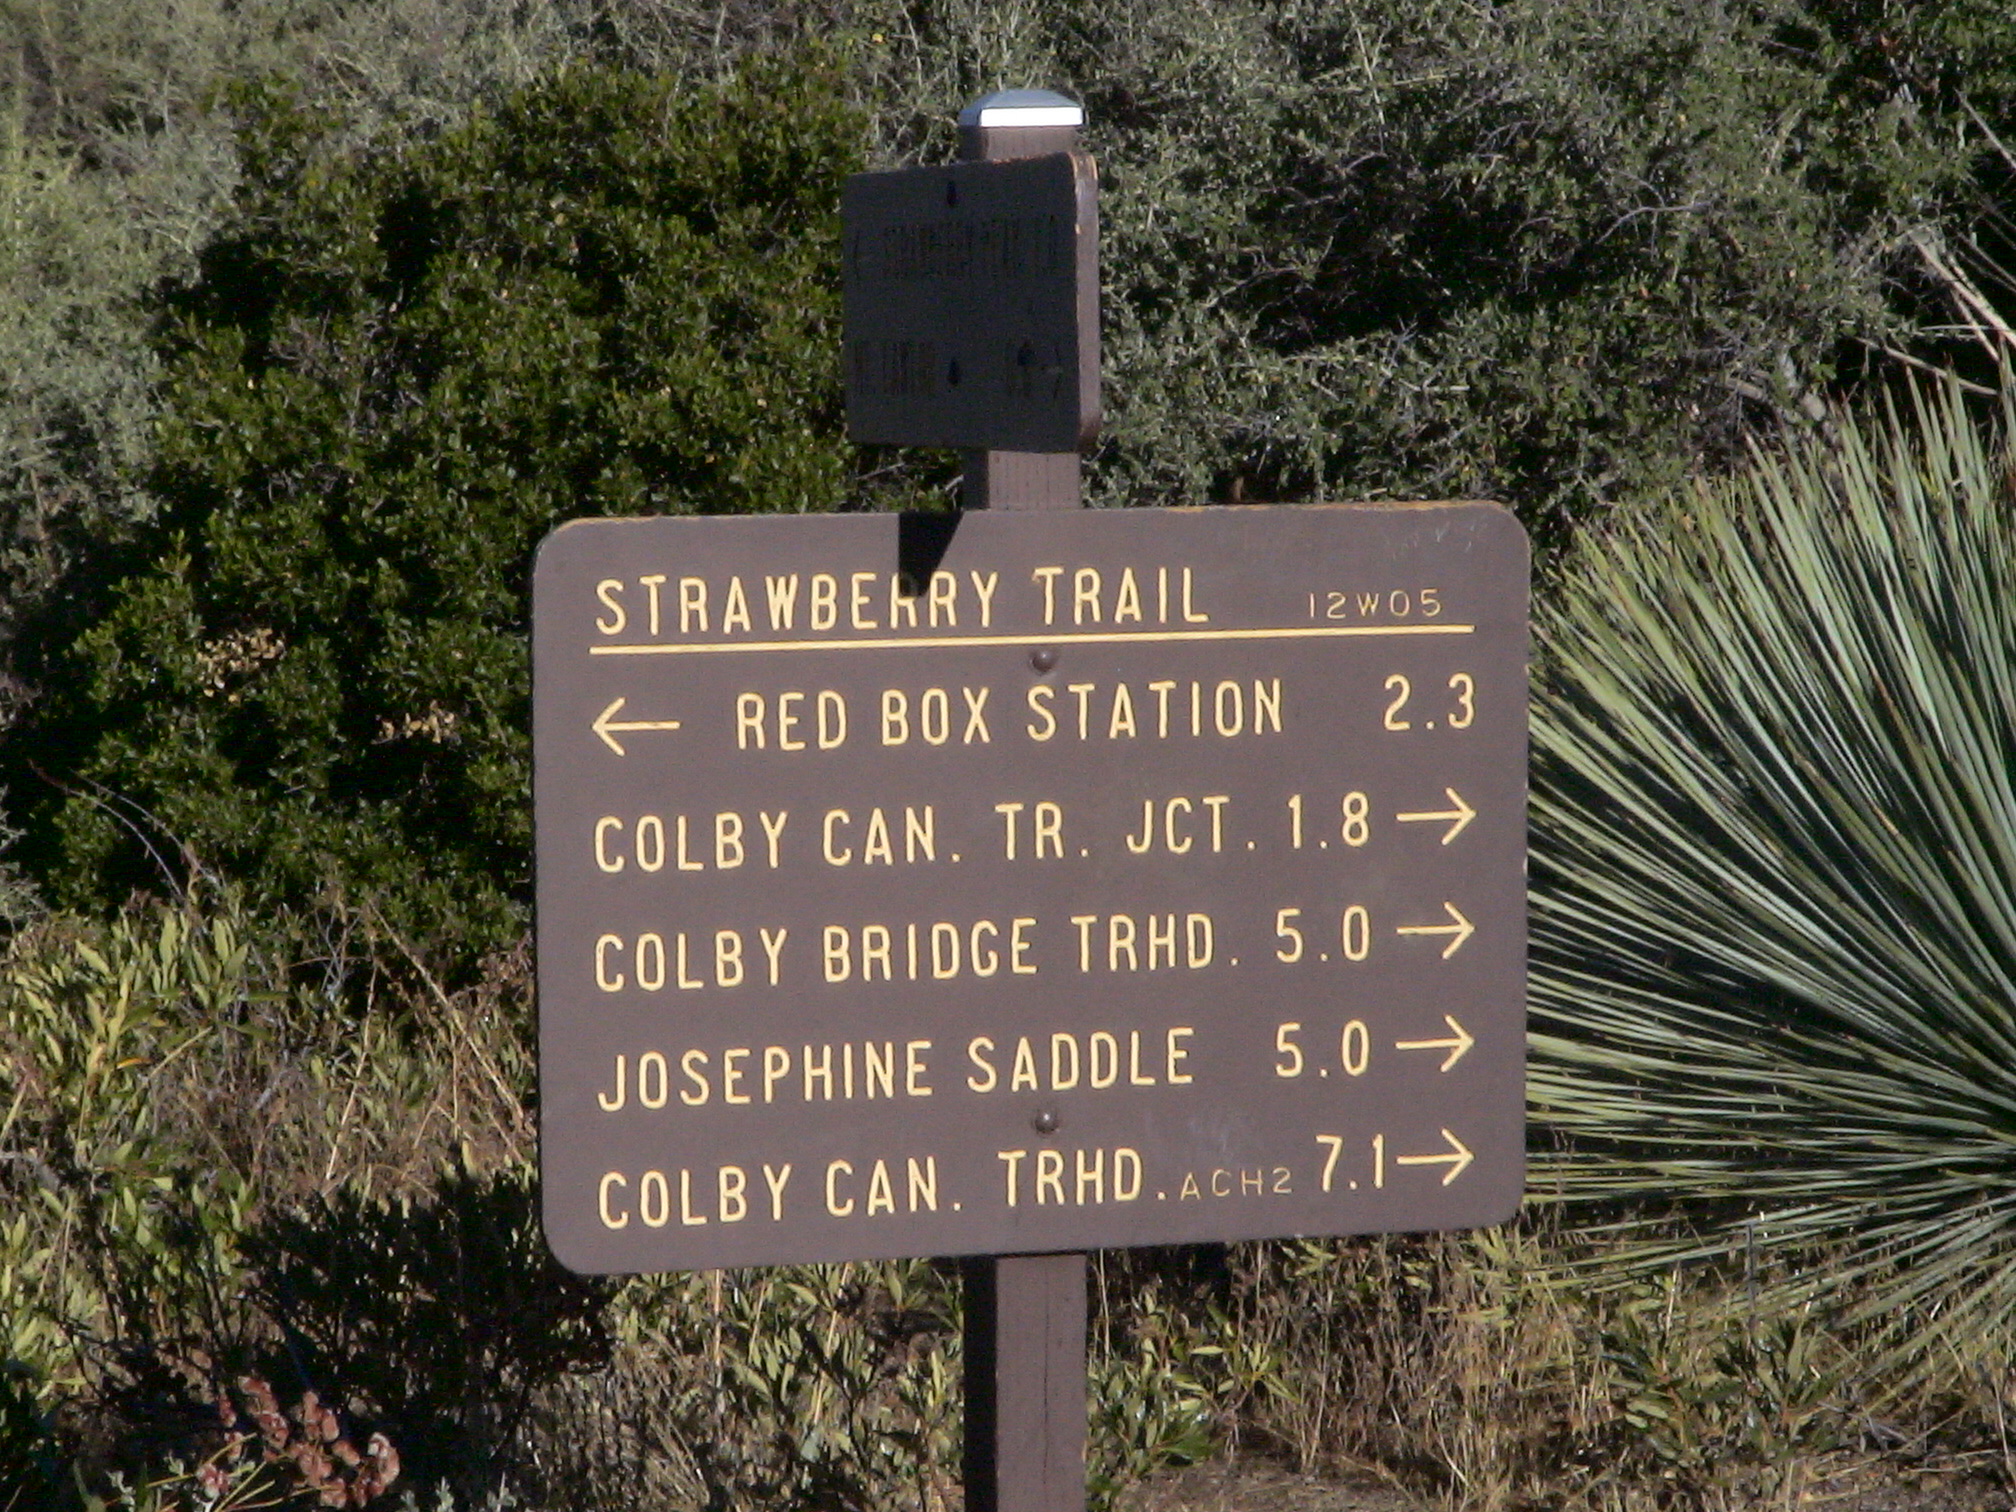 STRAWBERRY TRAIL 12W05
← RED BOX STATION 2.3
COLBY CAN. TR. JCT. 1.8 →
COLBY BRIDGE TRHD. 5.0 →
JOSEPHINE SADDLE 5.0 →
COLBY CAN. TRHD. ACH2 7.1 →